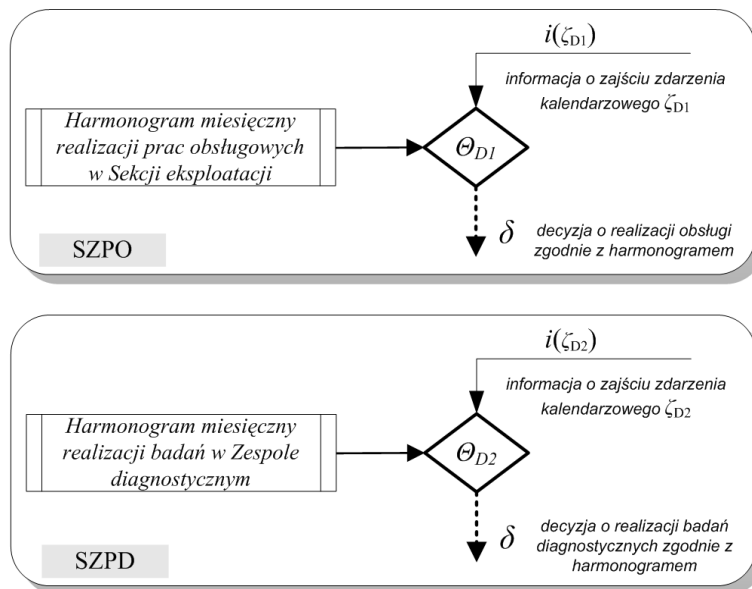 i(ζD1)
informacja o zajściu zdarzenia
kalendarzowego ζD1
Harmonogram miesięczny
realizacji prac obsługowych
w Sekcji eksploatacji
ΘD1
δ
decyzja o realizacji obsługi
zgodnie z harmonogramem
SZPO
i(ζD2)
informacja o zajściu zdarzenia
kalendarzowego ζD2
Harmonogram miesięczny
realizacji badań w Zespole
diagnostycznym
ΘD2
δ
decyzja o realizacji badań
diagnostycznych zgodnie z
harmonogramem
SZPD